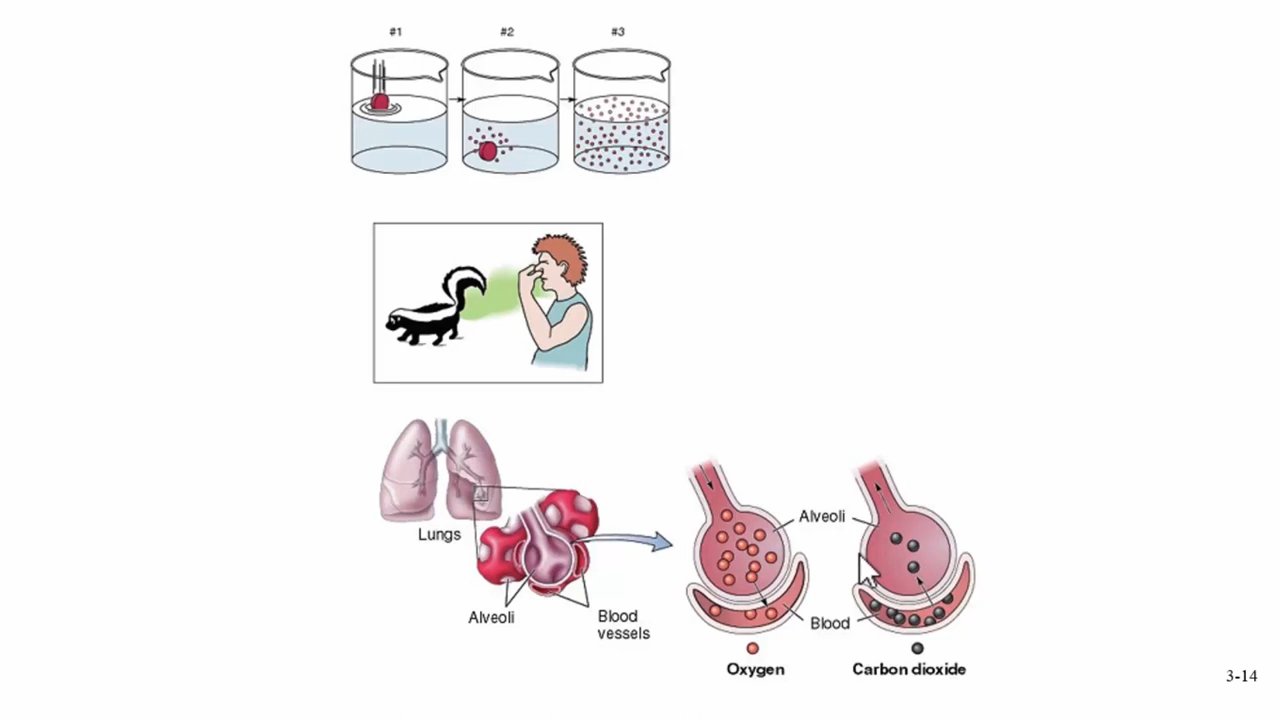 #1
#2
#3
Lungs
Alveoli
Blood
vessels
Alveoli
Blood
Oxygen
Carbon dioxide
3-14